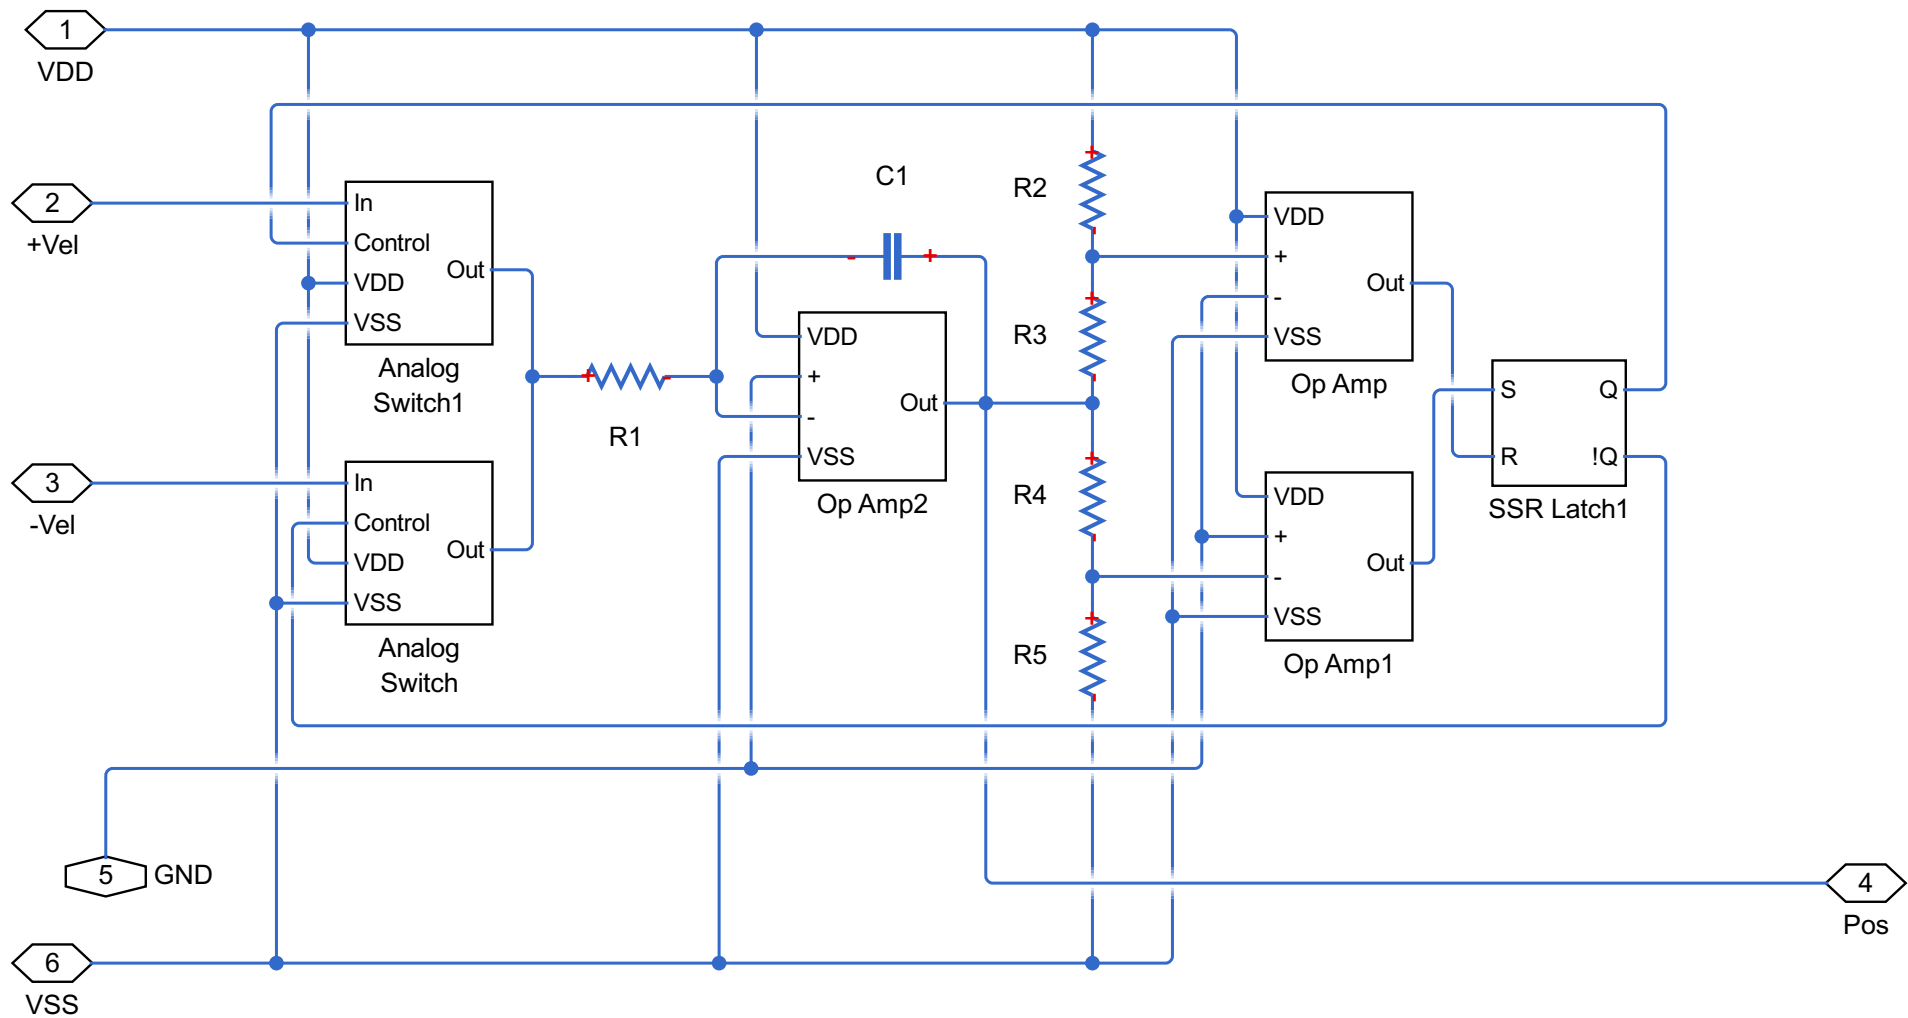 1
VDD
2
+Vel
3
-Vel
In
Control
VDD
VSS
Out
Analog
Switch1
In
Control
VDD
VSS
Out
Analog
Switch
+
-
R1
C1
-
+
VDD
+
-
VSS
Out
Op Amp2
R2
+
-
R3
+
-
R4
+
-
R5
+
-
VDD
+
-
VSS
Out
Op Amp
VDD
+
-
VSS
Out
Op Amp1
S
R
Q
!Q
SSR Latch1
5
GND
4
Pos
6
VSS